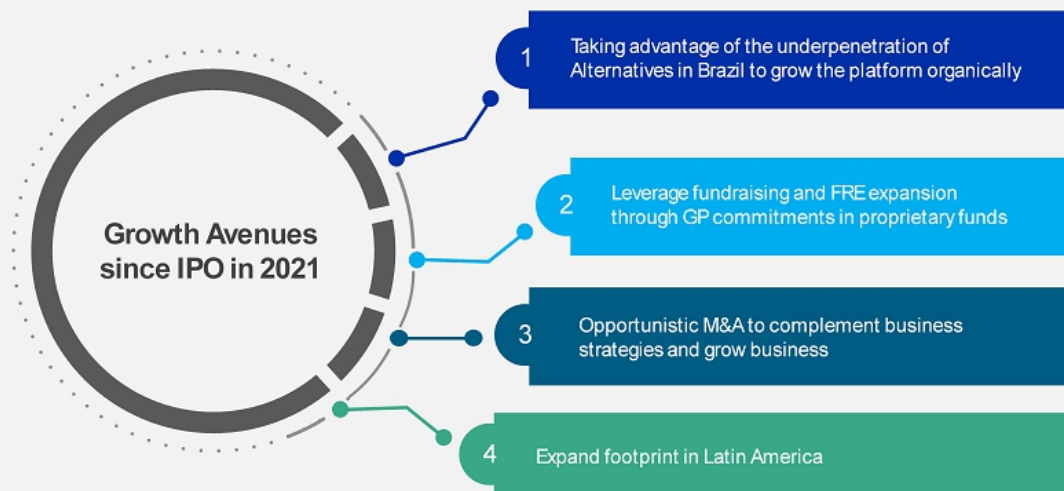 Growth Avenues
since IPO in 2021
1
Taking advantage of the underpenetration of
Alternatives in Brazil to grow the platform organically
2
Leverage fundraising and FRE expansion
through GP commitments in proprietary funds
3
Opportunistic M&A to complement business
strategies and grow business
4
Expand footprint in Latin America